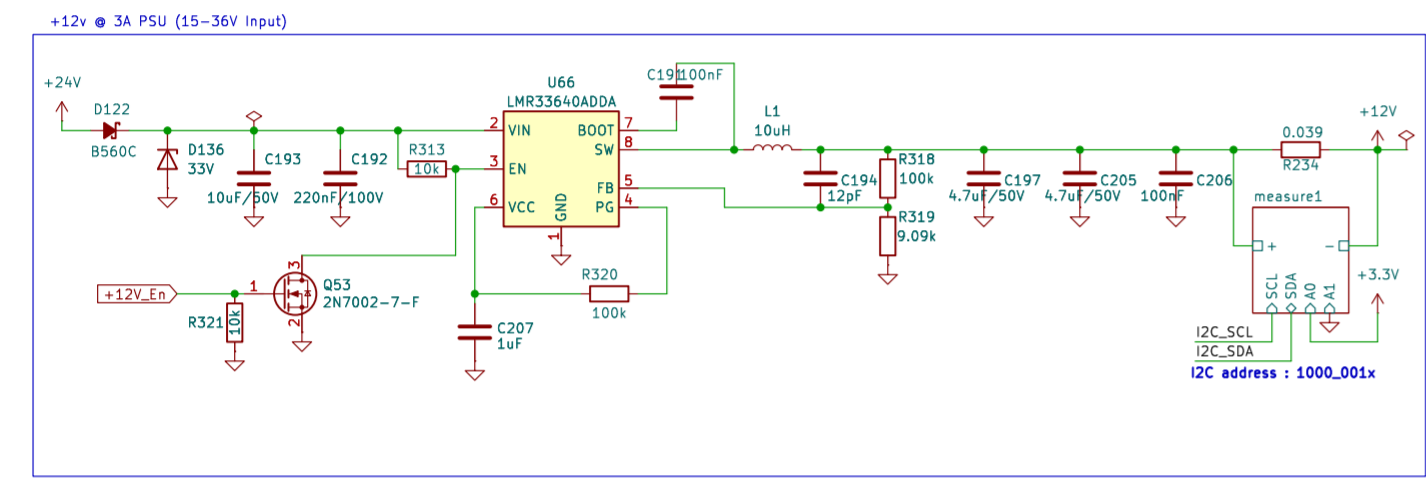 +12v @ 3A PSU (15-36V Input)
+24V
D122
B560C
D136
33V
C193
10uF/50V
C192
220nF/100V
R313
10k
U66
LMR33640ADDA
2
VIN
3
EN
6
VCC
GND
1
BOOT
7
SW
8
FB
5
PG
4
C191
100nF
L1
10uH
C194
12pF
R318
100k
R319
9.09k
C197
4.7uF/50V
C205
4.7uF/50V
C206
100nF
0.039
R234
+12V
measure1
+
-
SCL
SDA
A0
A1
+3.3V
I2C_SCL
I2C_SDA
I2C address : 1000_001x
+12V_En
R321
10k
1
3
2
Q53
2N7002-7-F
R320
100k
C207
1uF